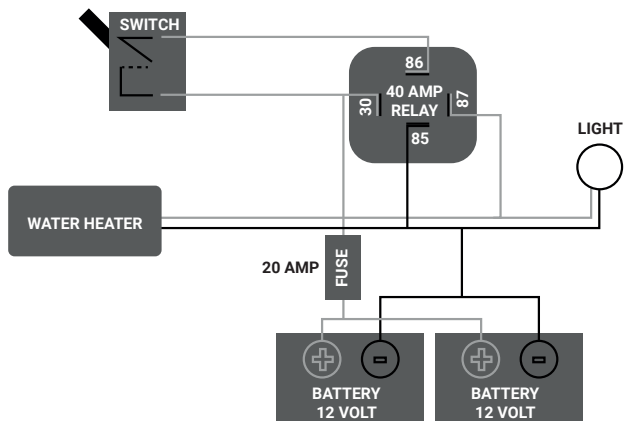 SWITCH
86
30
40 AMP
RELAY
87
85
LIGHT
WATER HEATER
20 AMP
FUSE
BATTERY
12 VOLT
BATTERY
12 VOLT